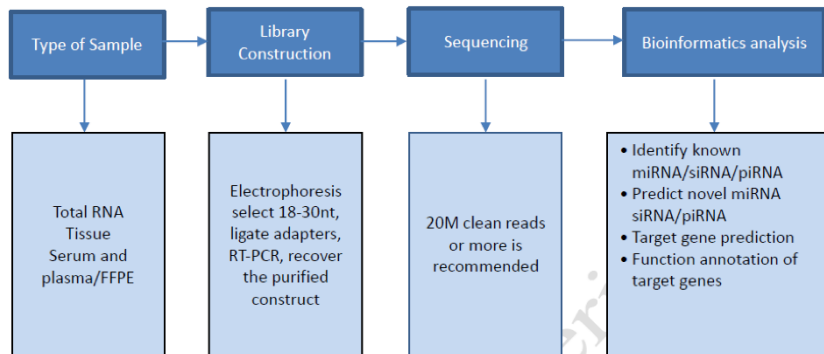 Type of Sample
Library
Construction
Sequencing
Bioinformatics analysis
Total RNA
Tissue
Serum and
plasma/FFPE
Electrophoresis
select 18-30nt,
ligate adapters,
RT-PCR, recover
the purified
construct
20M clean reads
or more is
recommended
• Identify known
miRNA/siRNA/piRNA
• Predict novel miRNA
siRNA/piRNA
• Target gene prediction
• Function annotation of
target genes